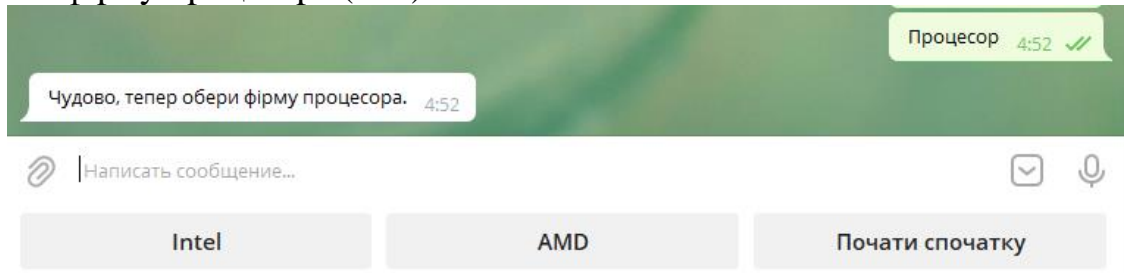 Процесор 4:52
Чудово, тепер обери фірму процесора. 4:52
Написать сообщение...
Intel AMD Почати спочатку